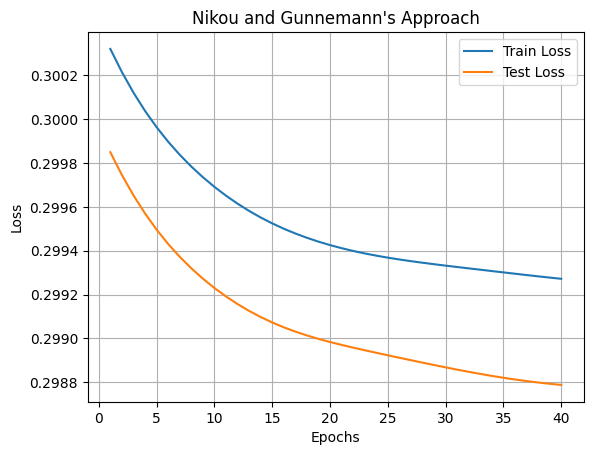 Nikou and Gunnemann's Approach
Train Loss
Test Loss
0.3002
0.3000
0.2998
0.2996
0.2994
0.2992
0.2990
0.2988
Loss
0 5 10 15 20 25 30 35 40
Epochs